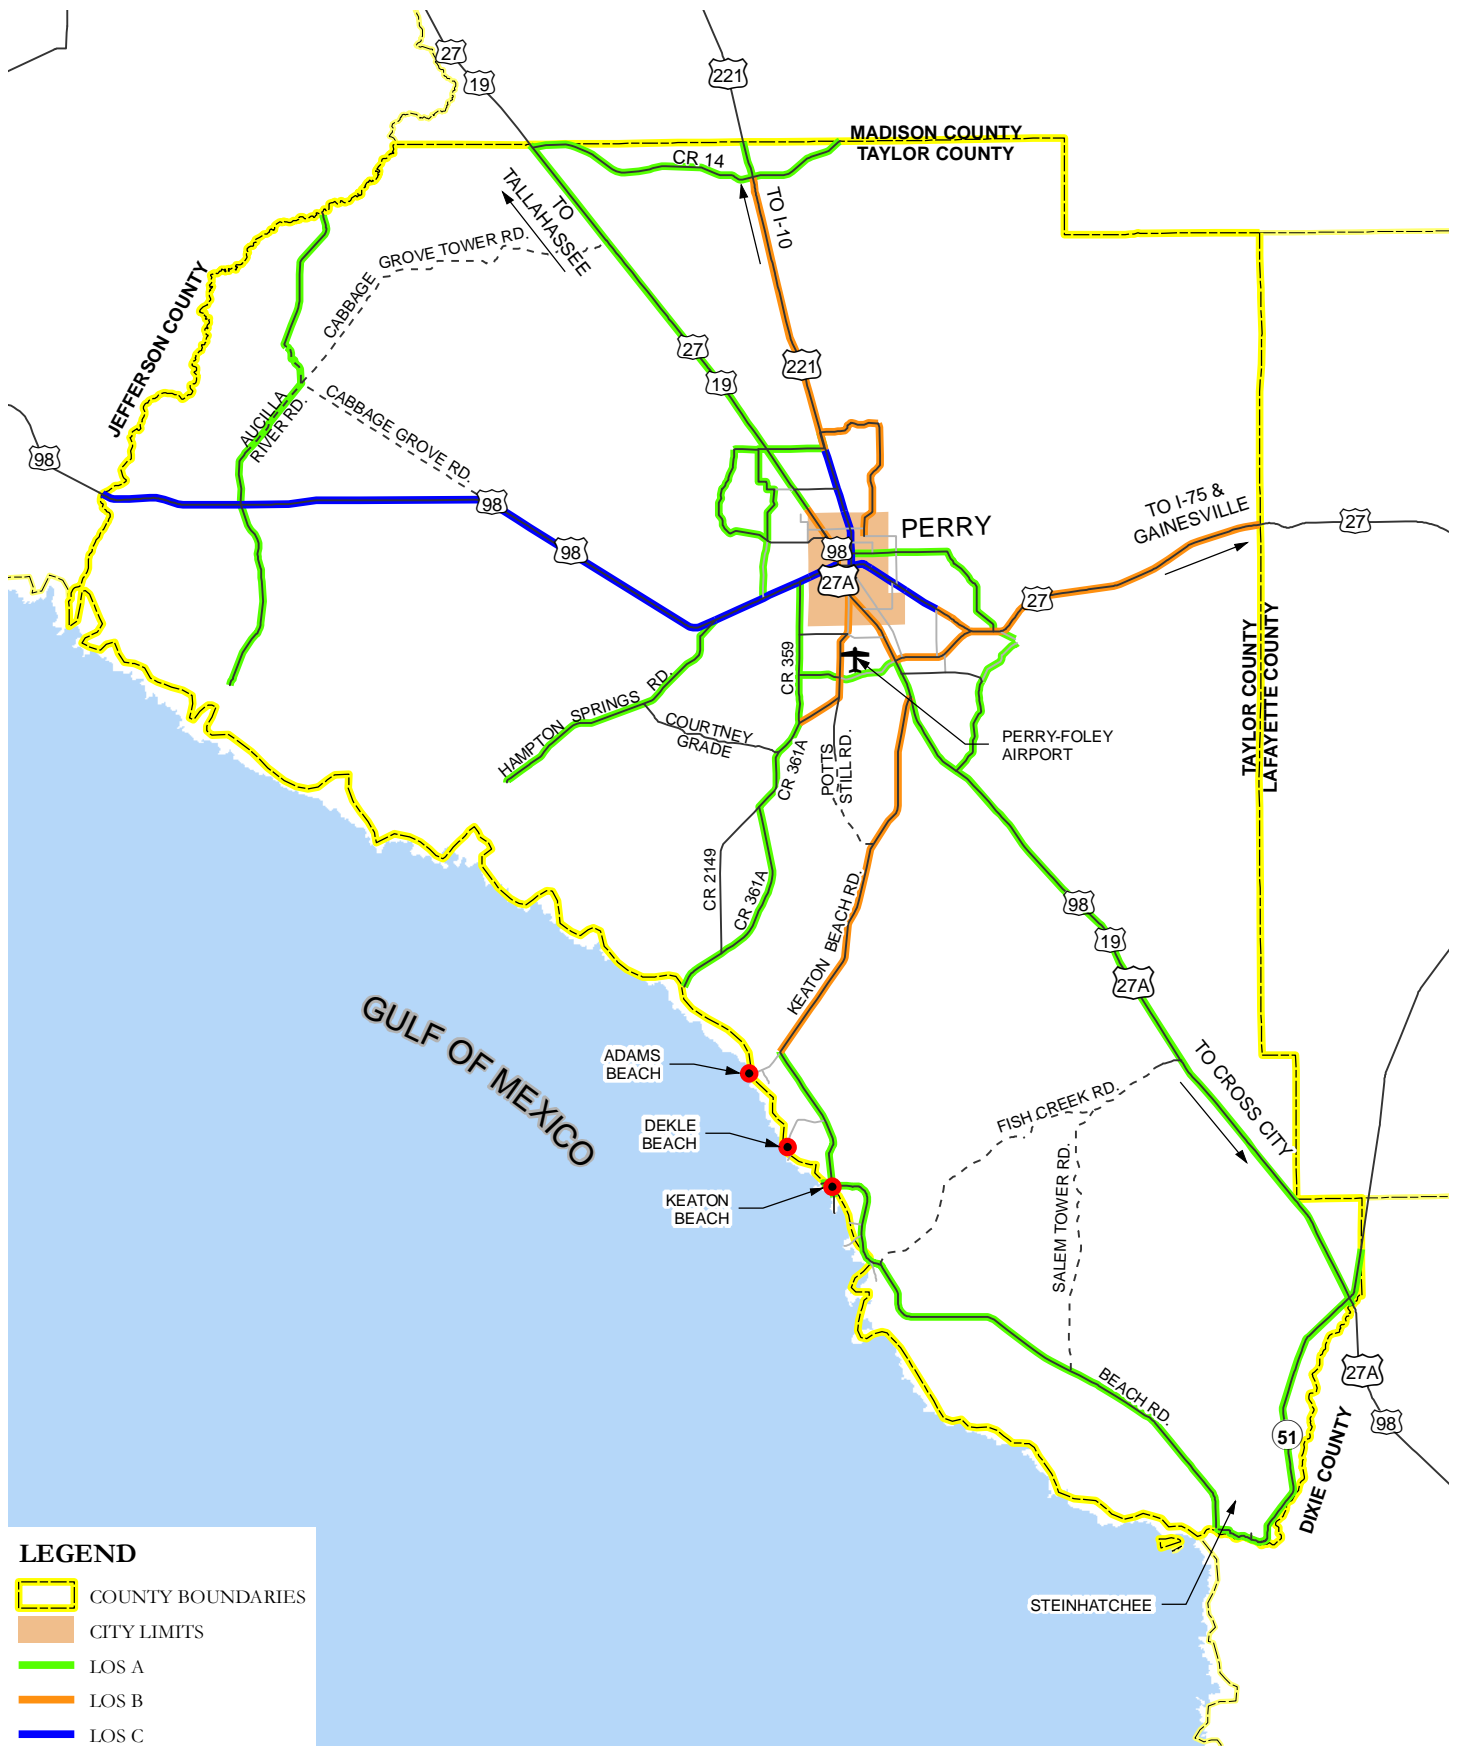 27
19
221
MADISON COUNTY
TAYLOR COUNTY
CR 14
TO
TALLAHASSEE
TO I-10
GROVE TOWER RD.
CABBAGE
JEFFERSON COUNTY
27
19
221
AUCILLA
RIVER RD.
CABBAGE GROVE RD.
98
98
98
PERRY
98
27A
TO I-75 &
GAINESVILLE
27
27
TAYLOR COUNTY
LAFAYETTE COUNTY
CR 359
HAMPTON SPRINGS RD.
COURTNEY
GRADE
CR 361A
POTTS
STILL RD.
PERRY-FOLEY
AIRPORT
CR 2149
CR 361A
KEATON BEACH RD.
98
19
27A
GULF OF MEXICO
ADAMS
BEACH
DEKLE
BEACH
KEATON
BEACH
FISH CREEK RD.
SALEM TOWER RD.
TO CROSS CITY
BEACH RD.
27A
98
51
DIXIE COUNTY
STEINHATCHEE
LEGEND
COUNTY BOUNDARIES
CITY LIMITS
LOS A
LOS B
LOS C